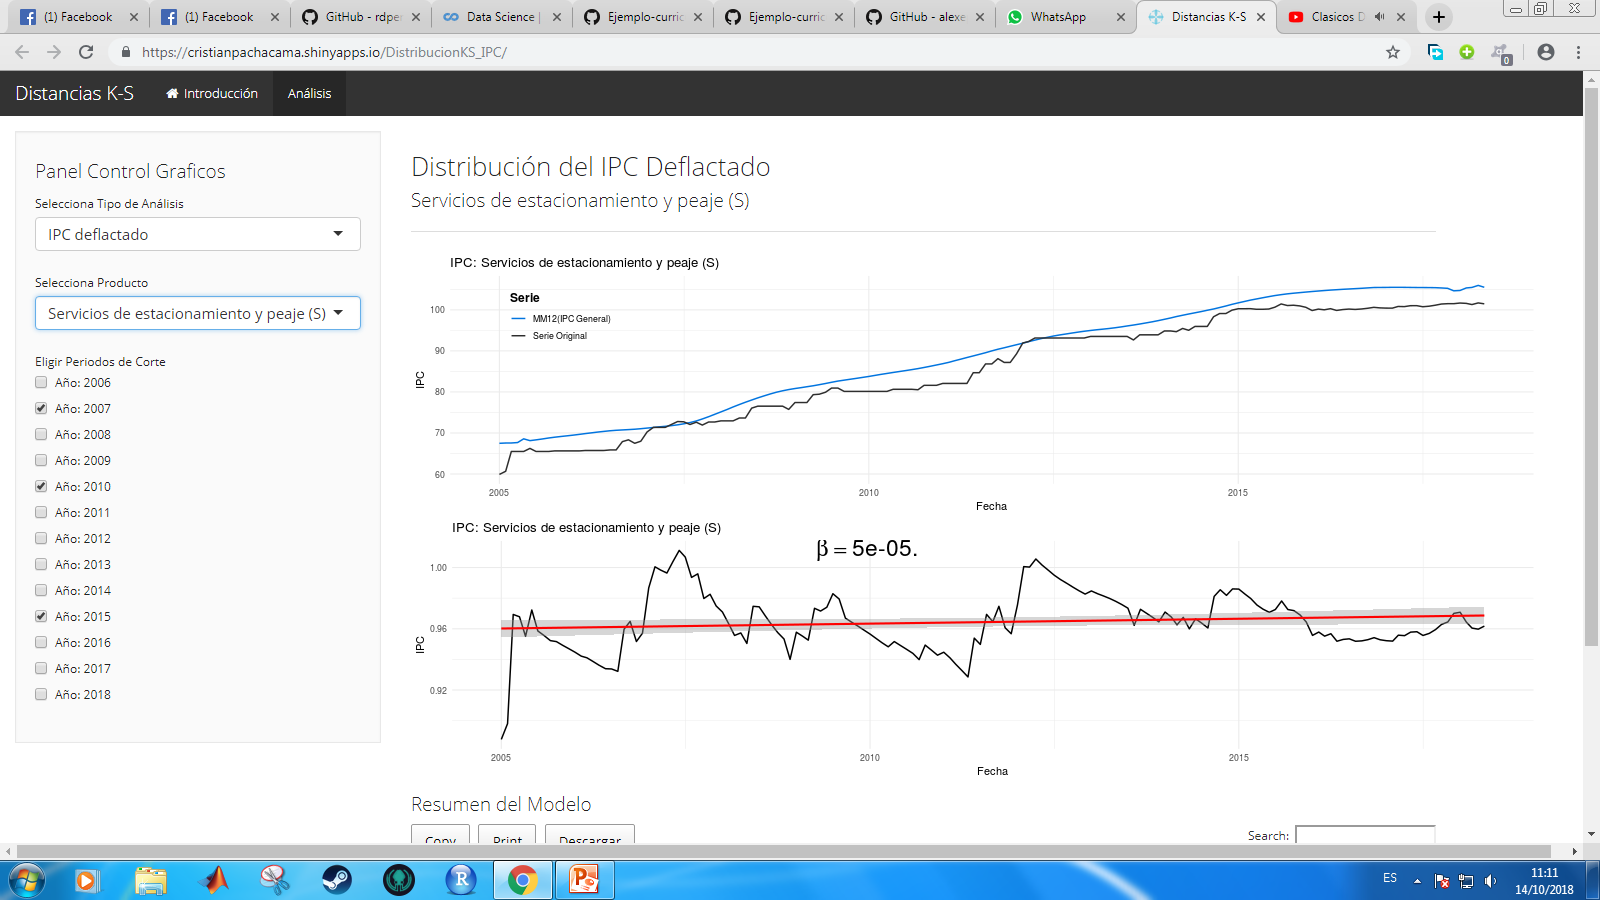 (1) Facebook
(1) Facebook
GitHub - rdpe
Data Science |
Ejemplo-curric
Ejemplo-curric
GitHub - alexe
WhatsApp
Distancias K-S
Clasicos D
https://cristianpachacama.shinyapps.io/DistribucionKS_IPC/
0
Distancias K-S
Introducción
Análisis
Panel Control Graficos
Selecciona Tipo de Análisis
IPC deflactado
Selecciona Producto
Servicios de estacionamiento y peaje (S)
Eligir Periodos de Corte
Año: 2006
Año: 2007
Año: 2008
Año: 2009
Año: 2010
Año: 2011
Año: 2012
Año: 2013
Año: 2014
Año: 2015
Año: 2016
Año: 2017
Año: 2018
Distribución del IPC Deflactado
Servicios de estacionamiento y peaje (S)
IPC: Servicios de estacionamiento y peaje (S)
Serie
MM12(IPC General)
Serie Original
100
90
80
70
60
IPC
2005
2010
2015
Fecha
IPC: Servicios de estacionamiento y peaje (S)
β = 5e-05.
1.00
0.96
0.92
IPC
2005
2010
2015
Fecha
Resumen del Modelo
Copy
Print
Descargar
Search:
ES
11:11
14/10/2018